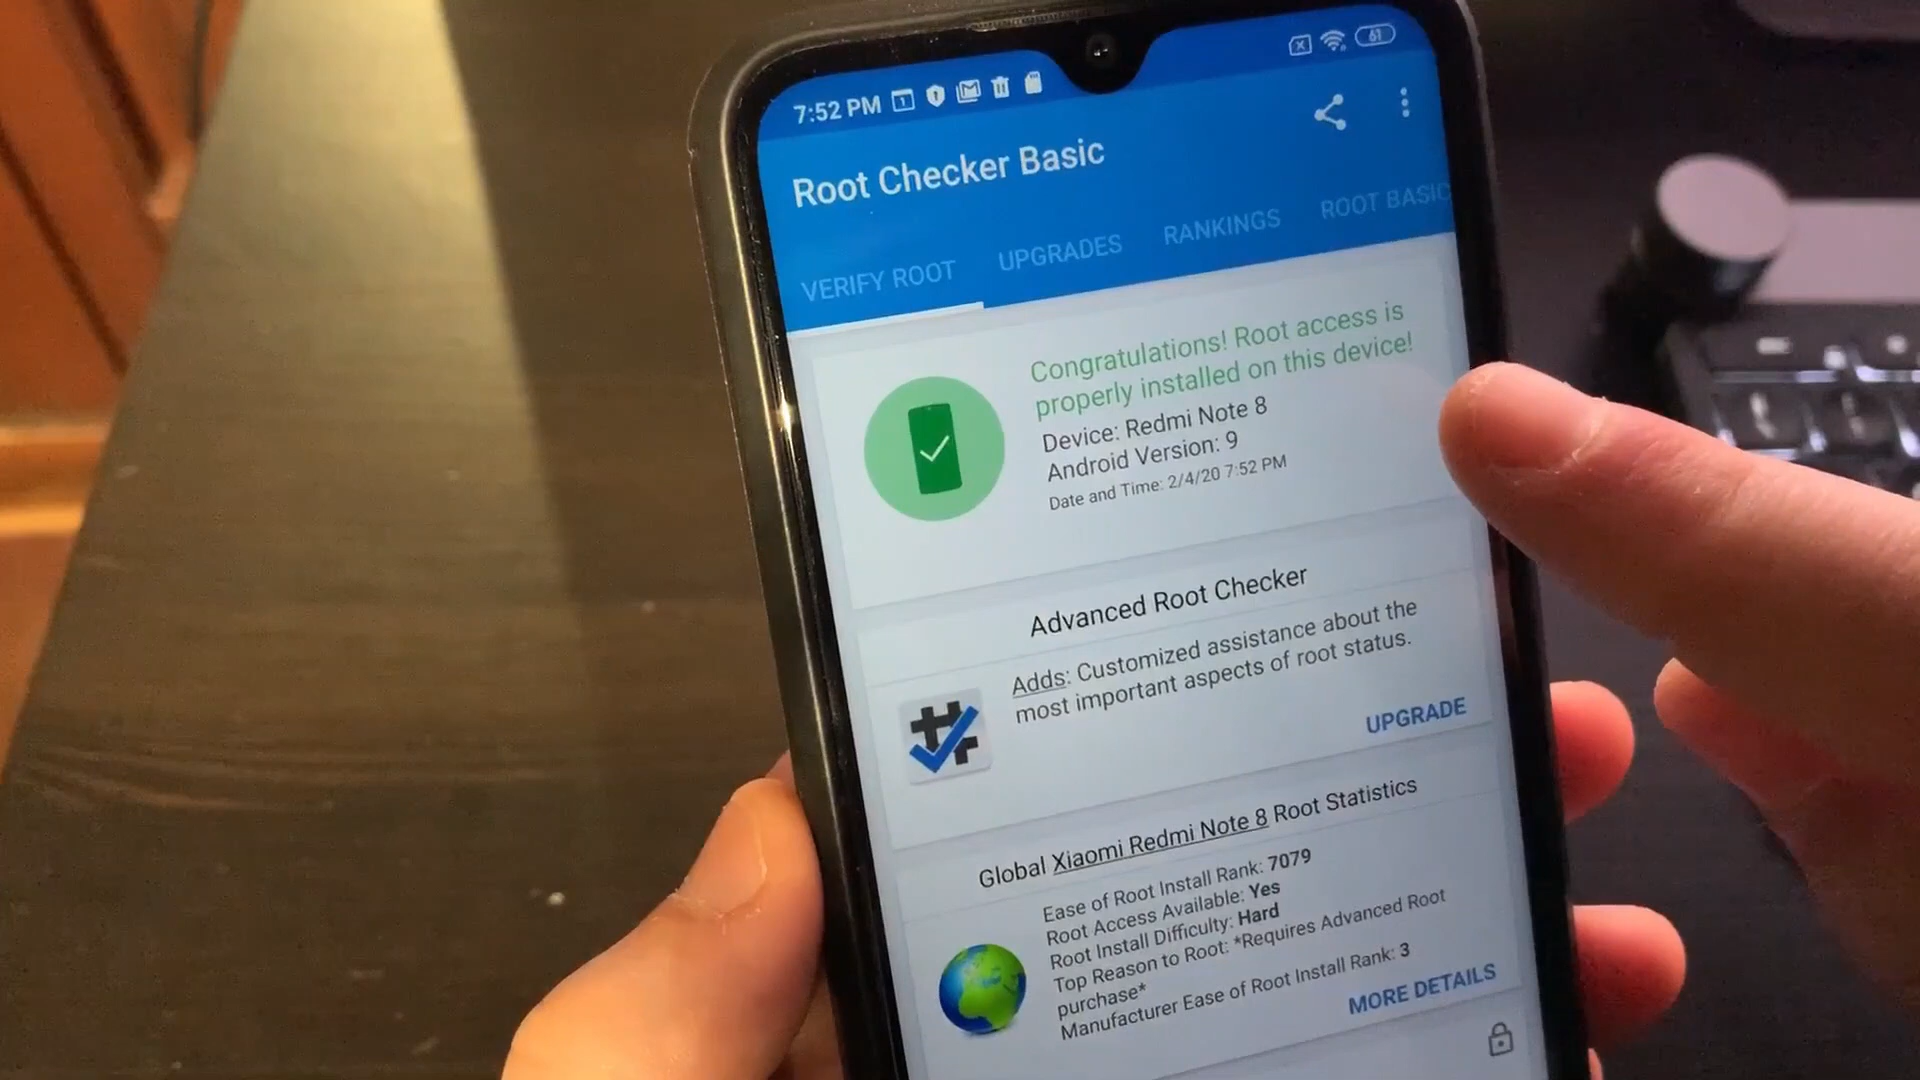 7:52 PM
61
Root Checker Basic
VERIFY ROOT UPGRADES RANKINGS ROOT BASIC
Congratulations! Root access is
properly installed on this device!
Device: Redmi Note 8
Android Version: 9
Date and Time: 2/4/20 7:52 PM
Advanced Root Checker
Adds: Customized assistance about the
most important aspects of root status.
UPGRADE
Global Xiaomi Redmi Note 8 Root Statistics
Ease of Root Install Rank: 7079
Root Access Available: Yes
Root Install Difficulty: Hard
Top Reason to Root: *Requires Advanced Root
purchase*
Manufacturer Ease of Root Install Rank: 3
MORE DETAILS